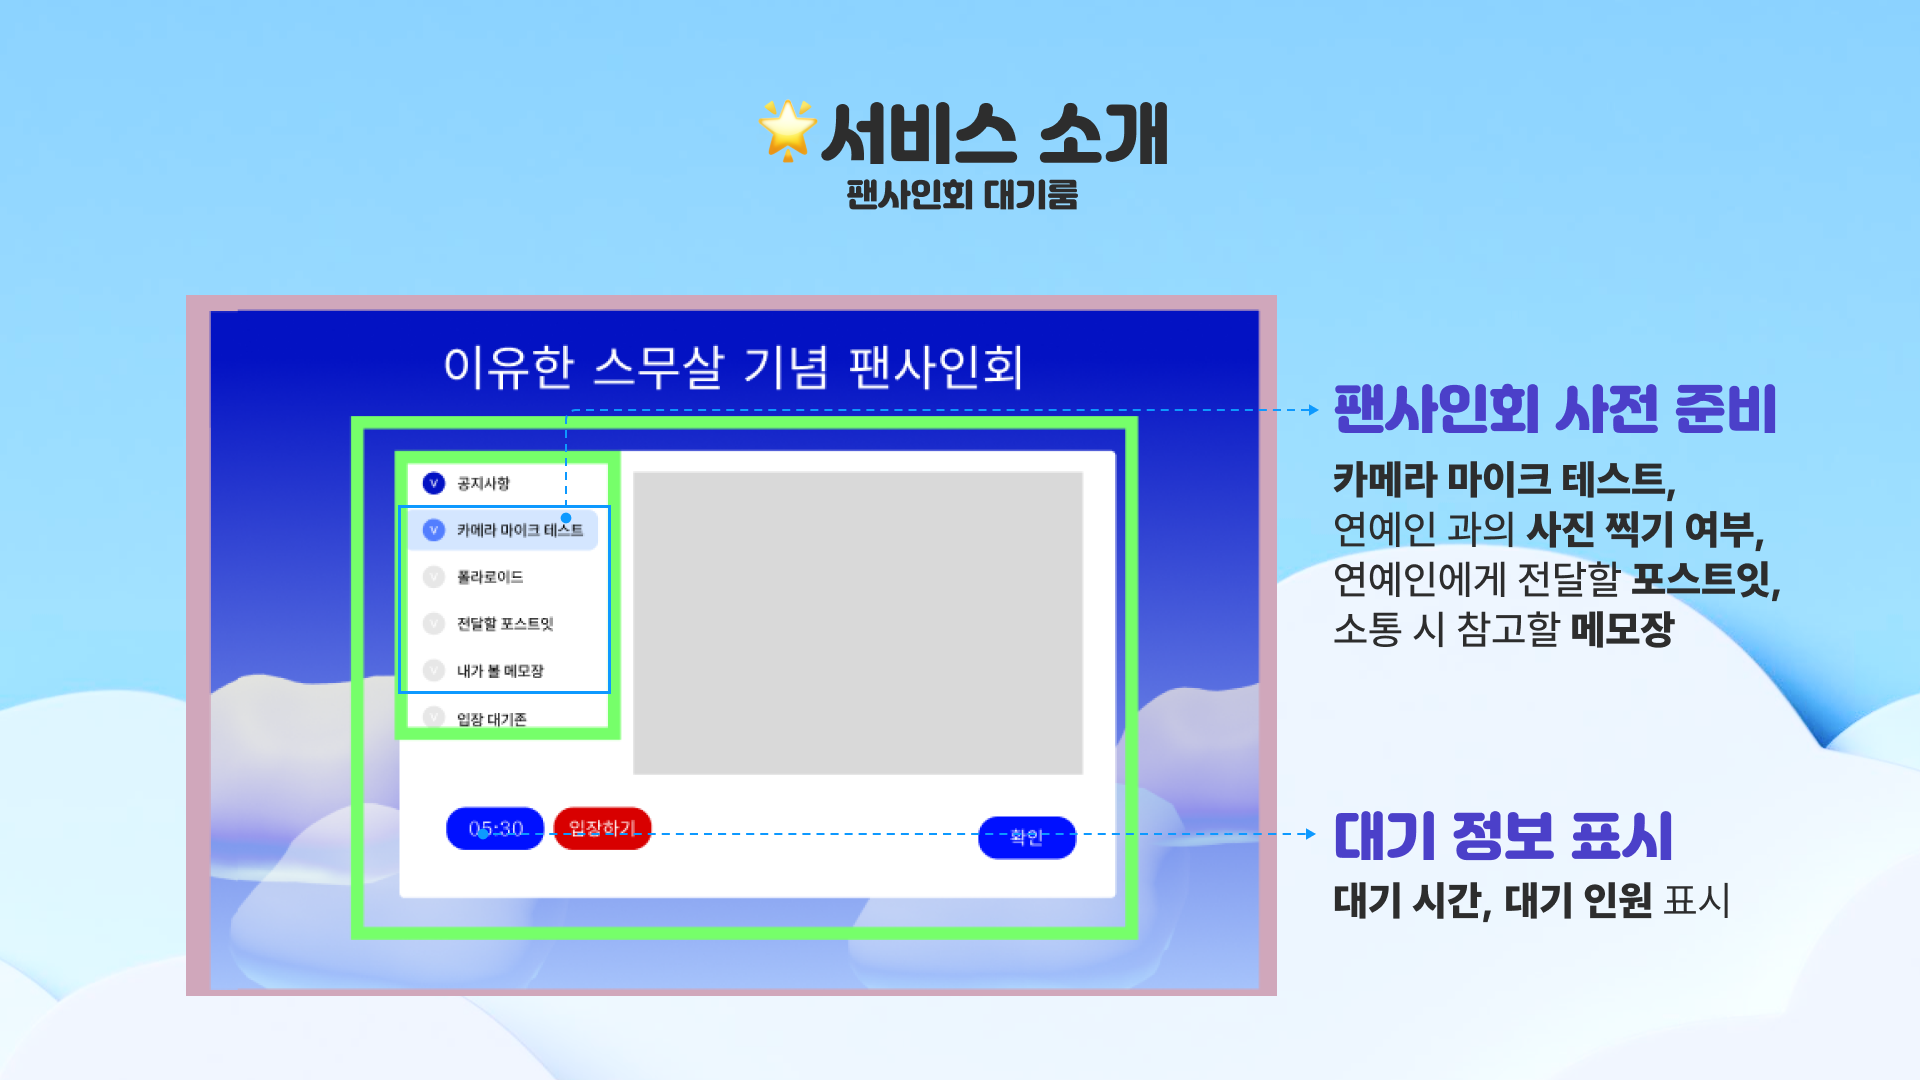 서비스 소개
팬사인회 대기룸
이유한 스무살 기념 팬사인회
V 공지사항
V 카메라 마이크 테스트
V 폴라로이드
V 전달할 포스트잇
V 내가 볼 메모장
V 입장 대기존
05:30
입장하기
확인
팬사인회 사전 준비
카메라 마이크 테스트,
연예인 과의 사진 찍기 여부,
연예인에게 전달할 포스트잇,
소통 시 참고할 메모장
대기 정보 표시
대기 시간, 대기 인원 표시